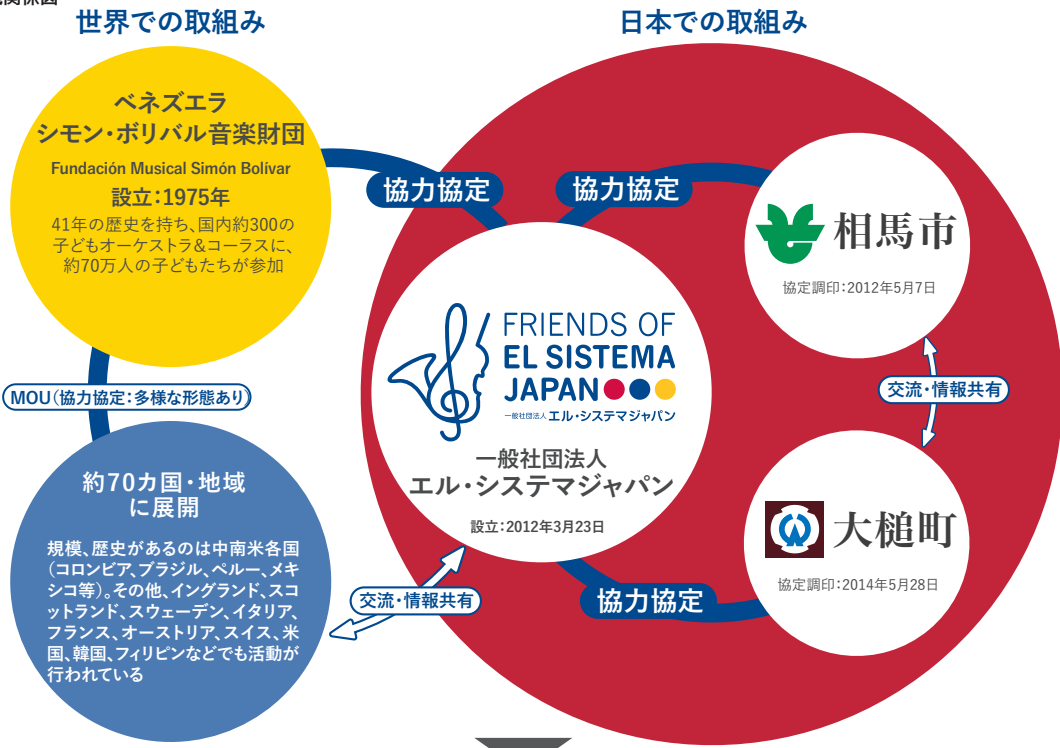 関係図
世界での取組み
日本での取組み
ベネズエラ
シモン・ボリバル音楽財団
Fundación Musical Simón Bolívar
設立：1975年
41年の歴史を持ち、国内約300の
子どもオーケストラ&コーラスに、
約70万人の子どもたちが参加
MOU（協力協定：多様な形態あり）
約70カ国・地域
に展開
規模、歴史があるのは中南米各国
（コロンビア、ブラジル、ペルー、メキ
シコ等）。その他、イングランド、スコ
ットランド、スウェーデン、イタリア、
フランス、オーストリア、スイス、米
国、韓国、フィリピンなどでも活動が
行われている
協力協定
協力協定
FRIENDS OF
EL SISTEMA
JAPAN
一般社団法人 エル・システマジャパン
一般社団法人
エル・システマジャパン
設立：2012年3月23日
交流・情報共有
協力協定
相馬市
協定調印：2012年5月7日
交流・情報共有
大槌町
協定調印：2014年5月28日